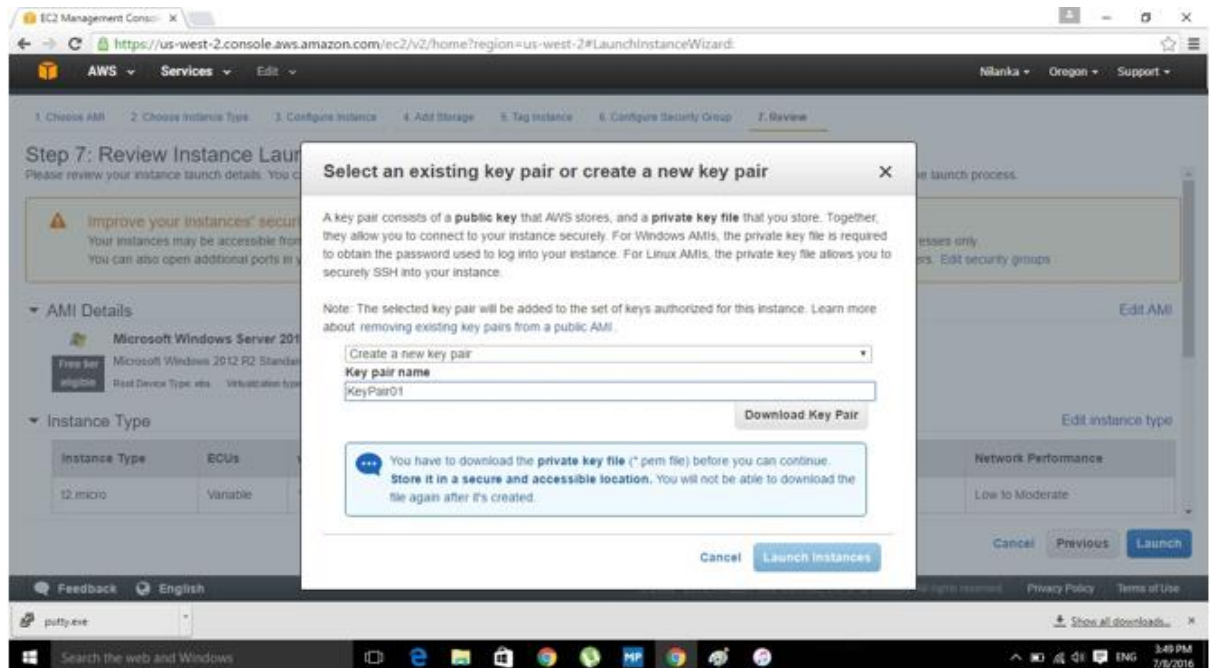 EC2 Management Consol
https://us-west-2.console.aws.amazon.com/ec2/v2/home?region=us-west-2#LaunchInstanceWizard:
AWS Services Edit Nilanka Oregon Support
1. Choose AMI 2. Choose Instance Type 3. Configure Instance 4. Add Storage 5. Tag Instance 6. Configure Security Group 7. Review
Step 7: Review Instance Laun
Please review your instance launch details. You c
e launch process.
Improve your instances' securi
Your instances may be accessible from
esses only.
You can also open additional ports in y
ers. Edit security groups
AMI Details Edit AMI
Microsoft Windows Server 201
Free tier eligible
Microsoft Windows 2012 R2 Standar
Root Device Type: ebs Virtualization type
Instance Type Edit instance type
Instance Type ECUs Network Performance
t2.micro Variable Low to Moderate
Cancel Previous Launch
Select an existing key pair or create a new key pair
A key pair consists of a public key that AWS stores, and a private key file that you store. Together,
they allow you to connect to your instance securely. For Windows AMIs, the private key file is required
to obtain the password used to log into your instance. For Linux AMIs, the private key file allows you to
securely SSH into your instance.
Note: The selected key pair will be added to the set of keys authorized for this instance. Learn more
about removing existing key pairs from a public AMI.
Create a new key pair
Key pair name
KeyPair01
Download Key Pair
You have to download the private key file (*.pem file) before you can continue.
Store it in a secure and accessible location. You will not be able to download the
file again after it's created.
Cancel Launch Instances
Feedback English Privacy Policy Terms of Use
putty.exe Show all downloads...
Search the web and Windows MP ENG 3:49 PM
7/8/2016